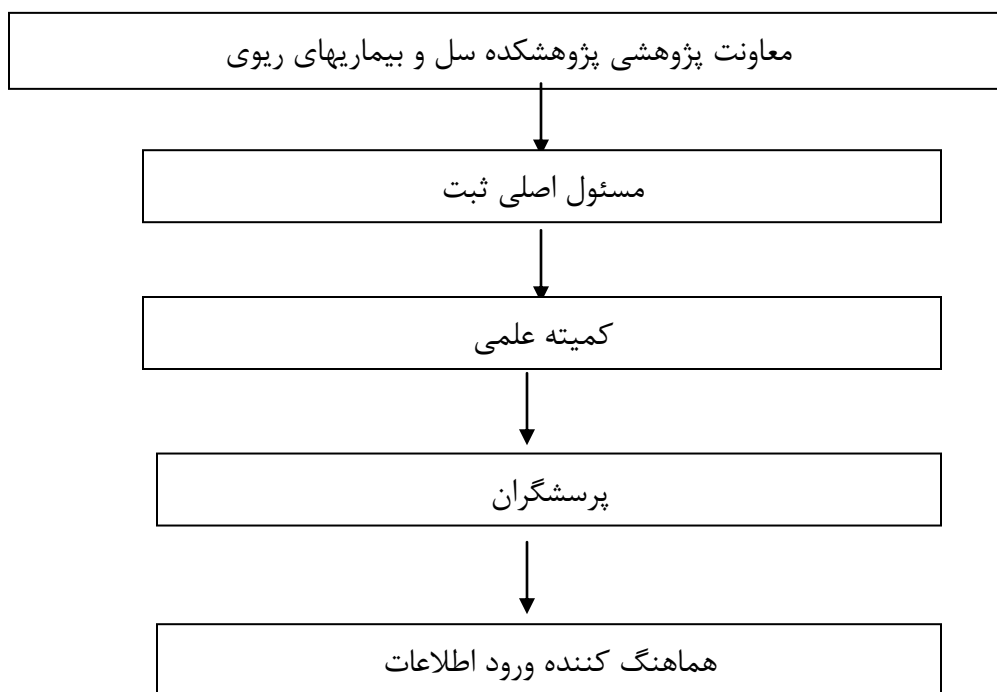 معاونت پژوهشی پژوهشکده سل و بیماریهای ریوی
مسئول اصلی ثبت
کمیته علمی
پرسشگران
هماهنگ کننده ورود اطلاعات